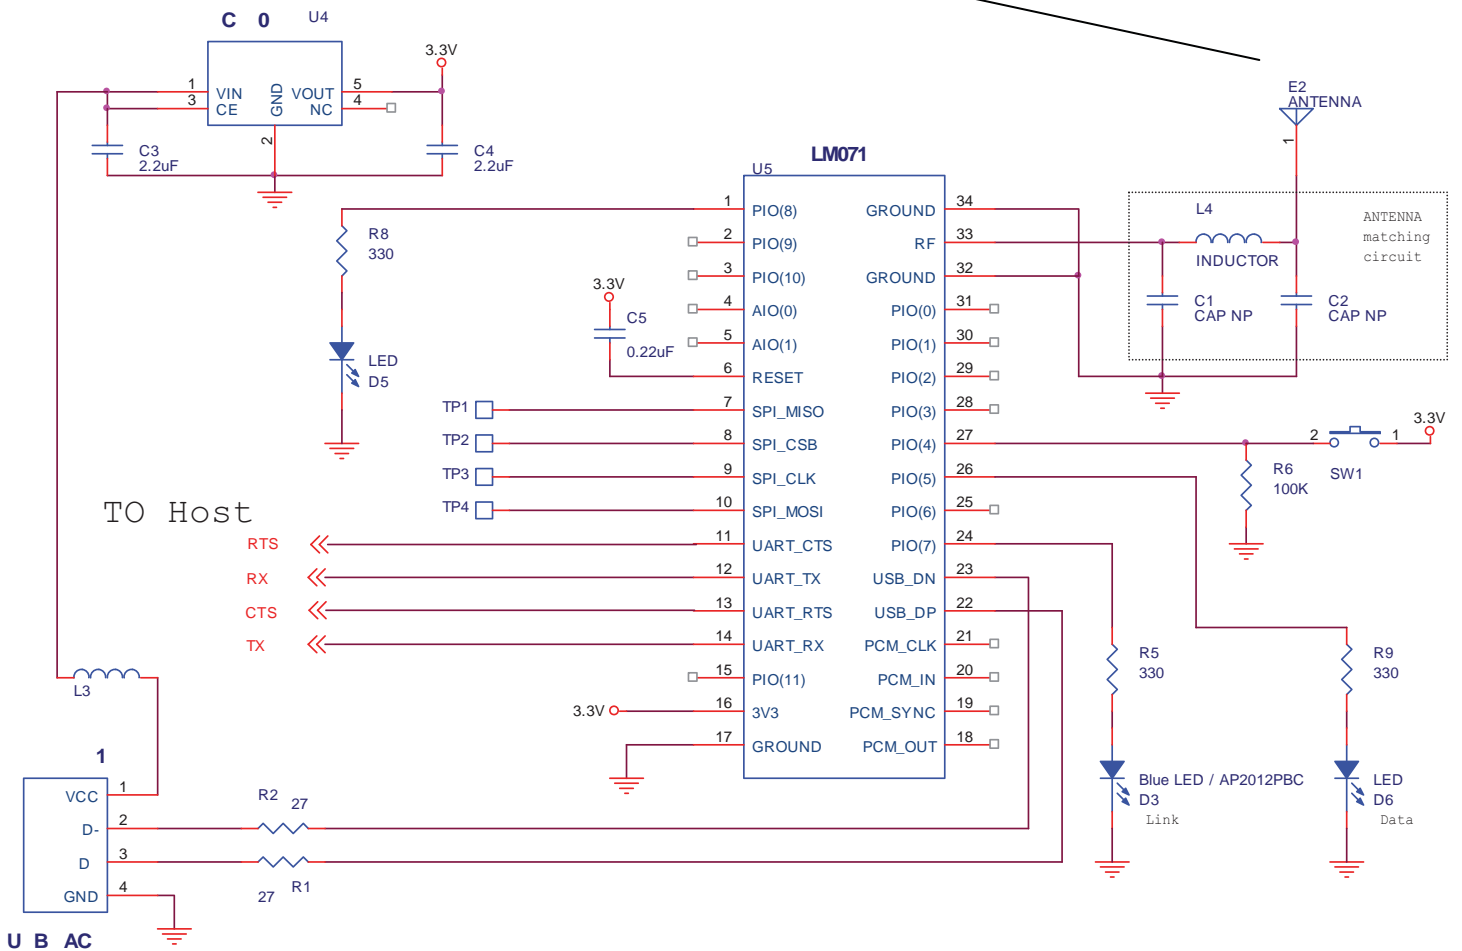 C 0 U4
3.3V
1 VIN VOUT 5
3 CE GND NC 4
2
C3
2.2uF
C4
2.2uF
E2
ANTENNA
1
LM071
U5
L4
INDUCTOR
ANTENNA
matching
circuit
C1
CAP NP
C2
CAP NP
R8
330
LED
D5
3.3V
C5
0.22uF
1 PIO(8) GROUND 34
2 PIO(9) RF 33
3 PIO(10) GROUND 32
4 AIO(0) PIO(0) 31
5 AIO(1) PIO(1) 30
6 RESET PIO(2) 29
TP1 7 SPI_MISO PIO(3) 28
TP2 8 SPI_CSB PIO(4) 27
TP3 9 SPI_CLK PIO(5) 26
TP4 10 SPI_MOSI PIO(6) 25
TO Host
RTS 11 UART_CTS PIO(7) 24
RX 12 UART_TX USB_DN 23
CTS 13 UART_RTS USB_DP 22
TX 14 UART_RX PCM_CLK 21
15 PIO(11) PCM_IN 20
3.3V 16 3V3 PCM_SYNC 19
17 GROUND PCM_OUT 18
2 1 3.3V
SW1
R6
100K
R5
330
R9
330
Blue LED / AP2012PBC
D3
Link
LED
D6
Data
L3
1
VCC 1
D- 2
D 3
GND 4
R2
27
R1
27
U B AC